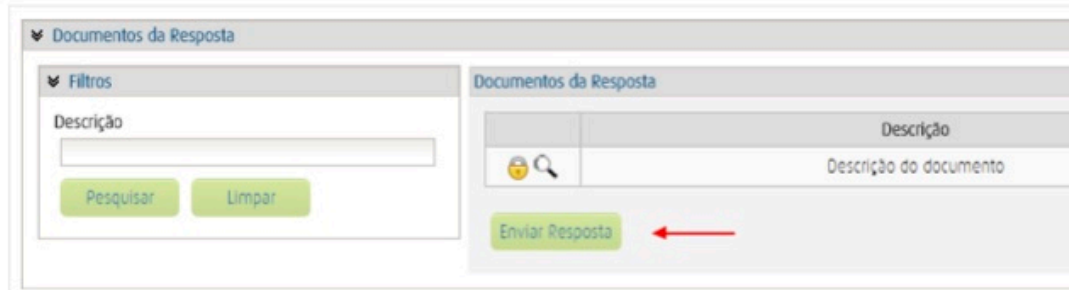 Documentos da Resposta
Filtros
Descrição
Pesquisar
Limpar
Documentos da Resposta
Descrição
Descrição do documento
Enviar Resposta